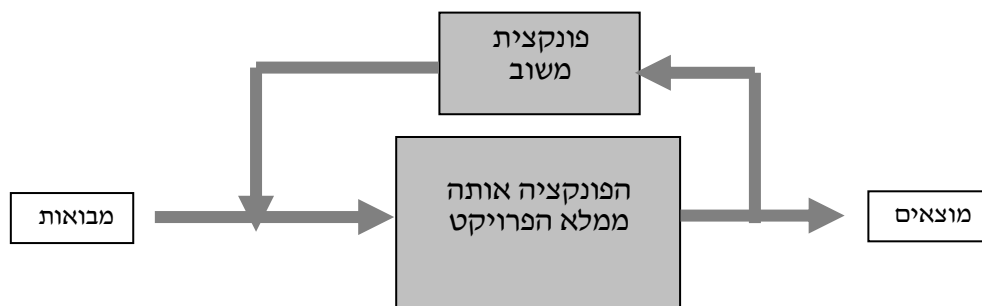 פונקצית
משוב
מבואות
הפונקציה אותה
ממלא הפרויקט
מוצאים